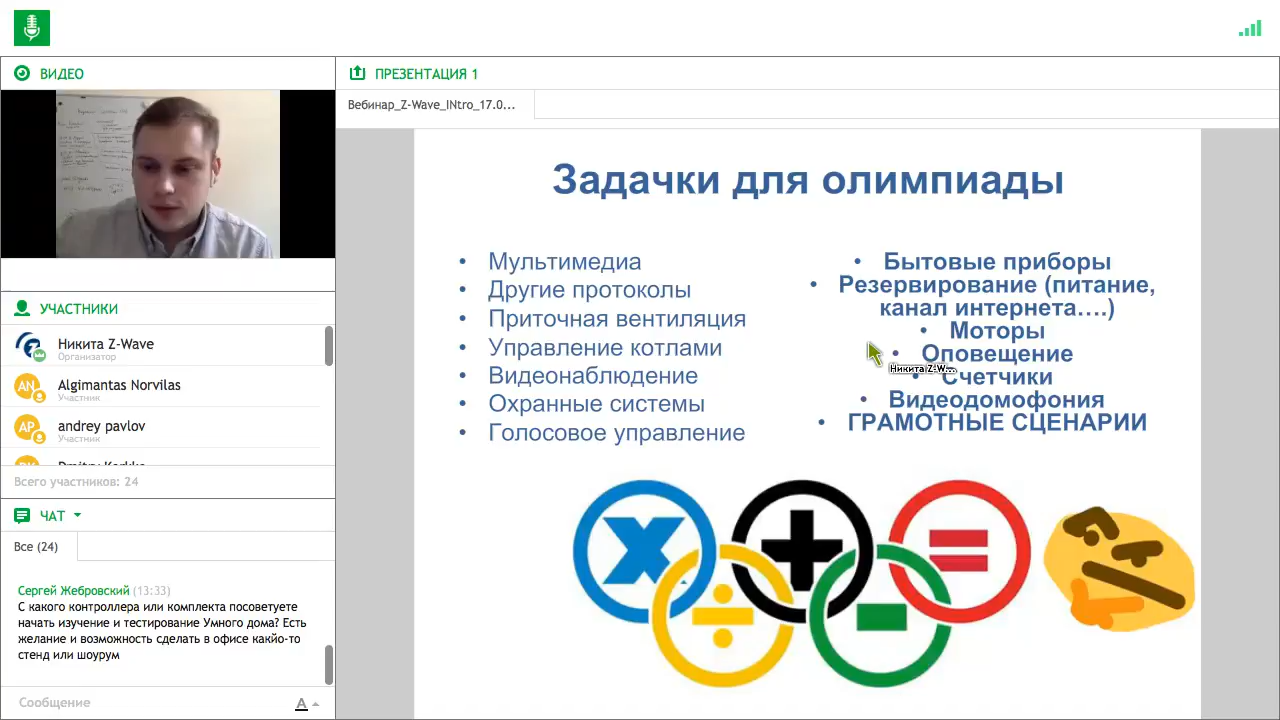 ВИДЕО
ПРЕЗЕНТАЦИЯ 1
Вебинар_Z-Wave_INtro_17.0...
УЧАСТНИКИ
Никита Z-Wave
Организатор
AN
Algimantas Norvilas
Участник
AP
andrey pavlov
Участник
Всего участников: 24
ЧАТ
Все (24)
Сергей Жебровский (13:33)
С какого контроллера или комплекта посоветуете
начать изучение и тестирование Умного дома? Есть
желание и возможность сделать в офисе какйо-то
стенд или шоурум
Сообщение
A
Задачки для олимпиады
• Мультимедиа
• Другие протоколы
• Приточная вентиляция
• Управление котлами
• Видеонаблюдение
• Охранные системы
• Голосовое управление
• Бытовые приборы
• Резервирование (питание,
канал интернета….)
• Моторы
• Оповещение
Никита Z-W...
• Счетчики
• Видеодомофония
• ГРАМОТНЫЕ СЦЕНАРИИ